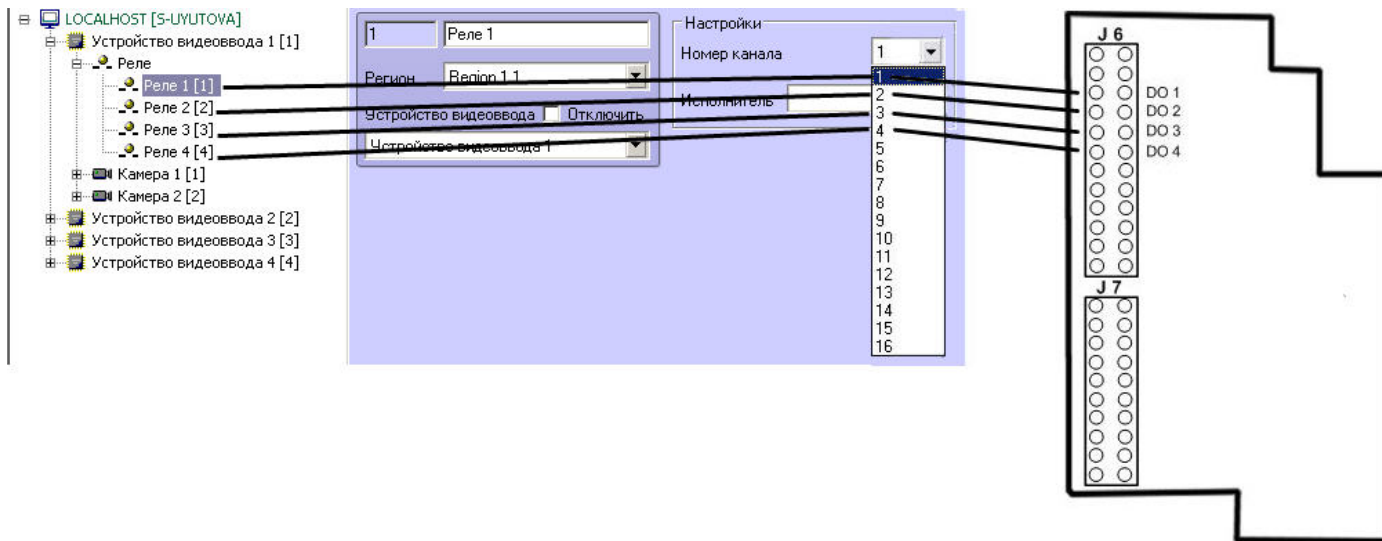 LOCALHOST [S-UYUTOVA]
Устройство видеоввода 1 [1]
Реле
Реле 1 [1]
Реле 2 [2]
Реле 3 [3]
Реле 4 [4]
Камера 1 [1]
Камера 2 [2]
Устройство видеоввода 2 [2]
Устройство видеоввода 3 [3]
Устройство видеоввода 4 [4]
1 Реле 1
Регион Region 1.1
Устройство видеоввода Отключить
Устройство видеоввода 1
Настройки
Номер канала 1
Исполнитель
1
2
3
4
5
6
7
8
9
10
11
12
13
14
15
16
J 6
DO 1
DO 2
DO 3
DO 4
J 7